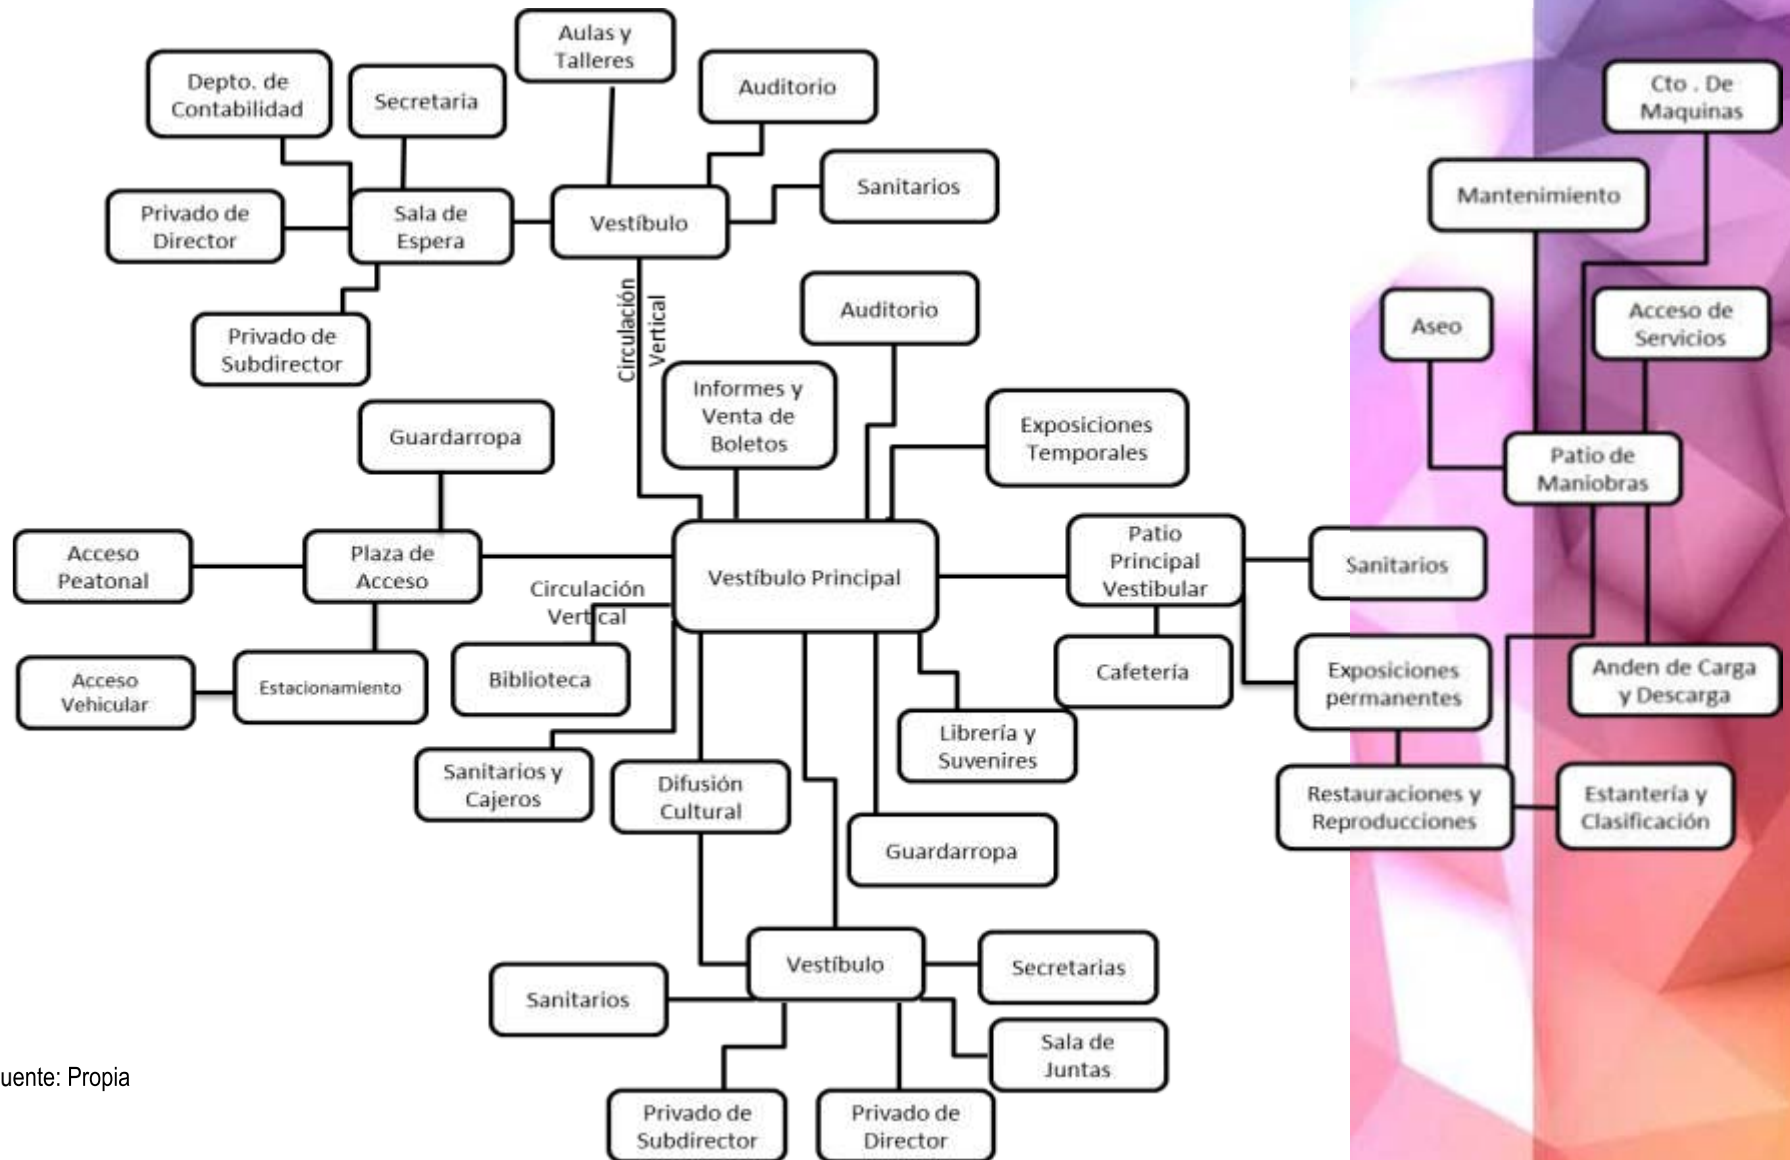 Aulas y
Talleres
Depto. de
Contabilidad
Secretaria
Auditorio
Cto . De
Maquinas
Sanitarios
Mantenimiento
Privado de
Director
Sala de
Espera
Vestíbulo
Circulación
Vertical
Auditorio
Aseo
Acceso de
Servicios
Privado de
Subdirector
Informes y
Venta de
Boletos
Guardarropa
Exposiciones
Temporales
Patio de
Maniobras
Acceso
Peatonal
Plaza de
Acceso
Vestíbulo Principal
Patio
Principal
Vestibular
Sanitarios
Circulación
Vertical
Acceso
Vehicular
Estacionamiento
Biblioteca
Cafetería
Exposiciones
permanentes
Anden de Carga
y Descarga
Librería y
Suvenires
Sanitarios y
Cajeros
Difusión
Cultural
Restauraciones y
Reproducciones
Estantería y
Clasificación
Guardarropa
Vestíbulo
Secretarias
Sanitarios
Sala de
Juntas
uente: Propia
Privado de
Subdirector
Privado de
Director